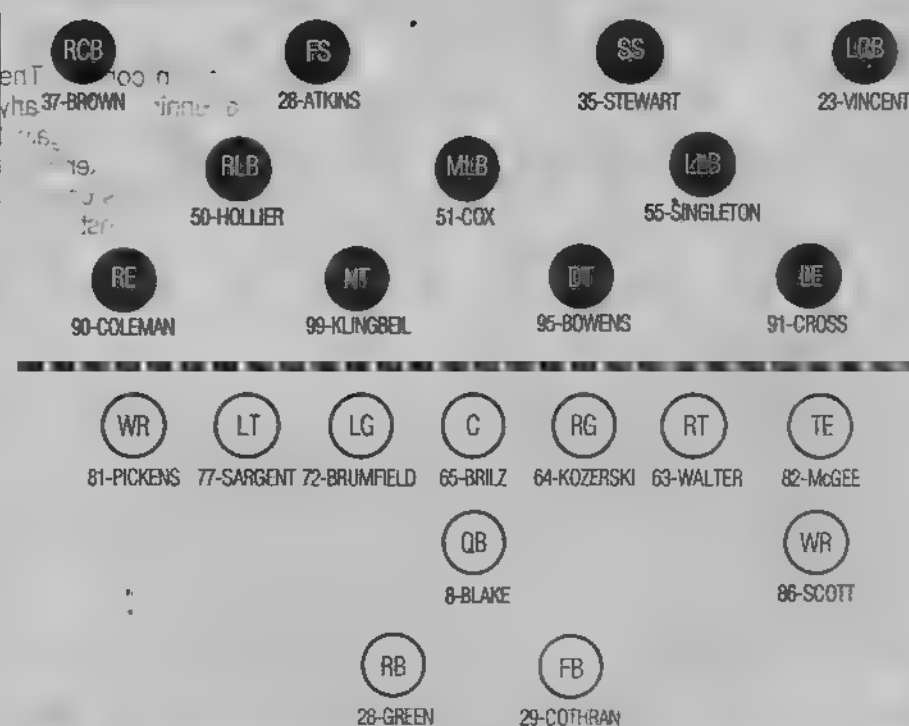 RCB FS SS LCB
37-BROWN 28-ATKINS 35-STEWART 23-VINCENT
RLB MLB LLB
50-HOLLIER 51-COX 55-SINGLETON
RE NT DT LE
90-COLEMAN 99-KLINGBEIL 95-BOWENS 91-CROSS
WR LT LG C RG RT TE
81-PICKENS 77-SARGENT 72-BRUMFIELD 65-BRILZ 64-KOZERSKI 63-WALTER 82-McGEE
QB WR
8-BLAKE 86-SCOTT
RB FB
28-GREEN 29-COTHRAN